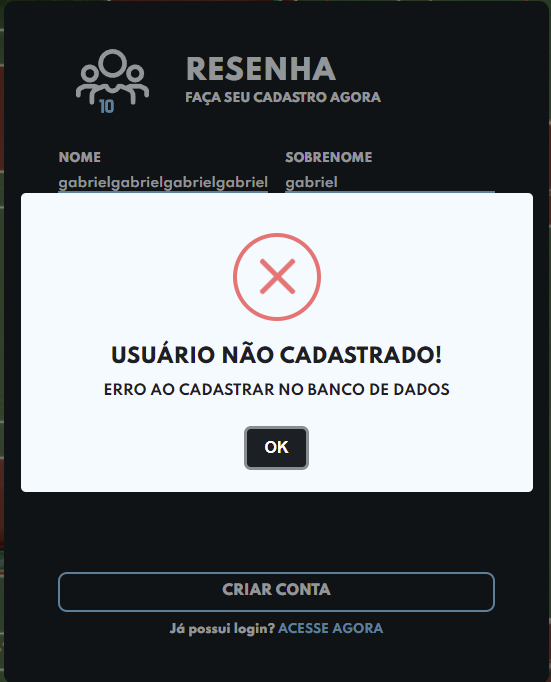 RESENHA
FAÇA SEU CADASTRO AGORA
10
NOME SOBRENOME
gabrielgabrielgabrielgabriel gabriel
USUÁRIO NÃO CADASTRADO!
ERRO AO CADASTRAR NO BANCO DE DADOS
OK
CRIAR CONTA
Já possui login? ACESSE AGORA